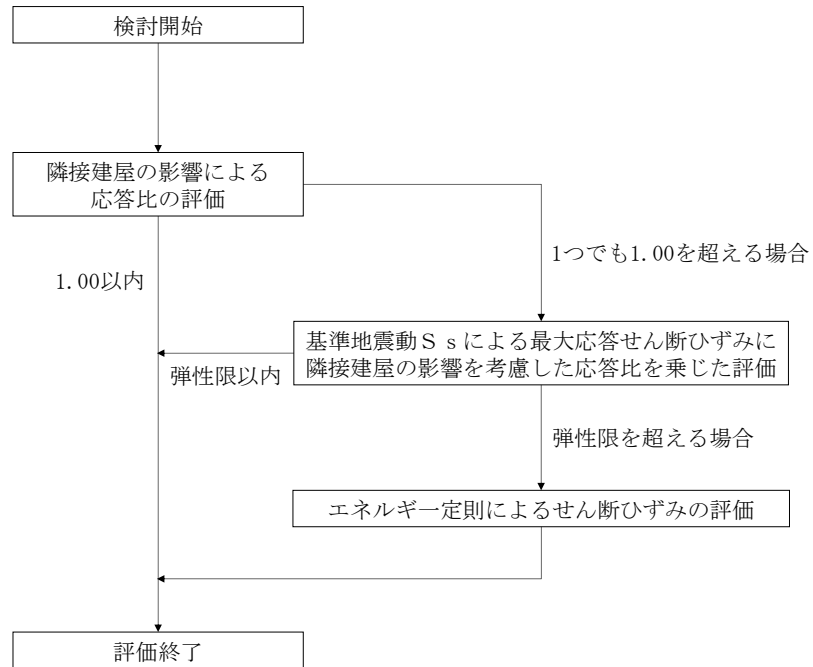 検討開始
隣接建屋の影響による
応答比の評価
1つでも1.00を超える場合
1.00以内
基準地震動Ｓｓによる最大応答せん断ひずみに
隣接建屋の影響を考慮した応答比を乗じた評価
弾性限以内
弾性限を超える場合
エネルギー定則によるせん断ひずみの評価
評価終了